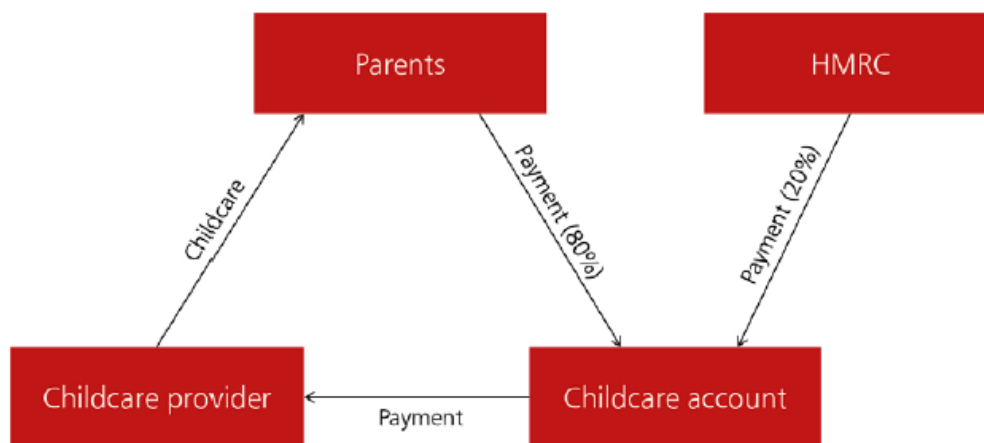 Parents
HMRC
Childcare
Payment (80%)
Payment (20%)
Childcare provider
Payment
Childcare account